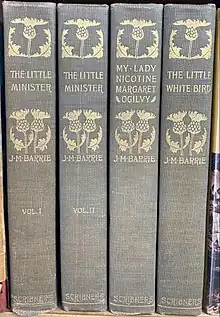 THE LITTLE
MINISTER
J·M·BARRIE
VOL. I
SCRIBNERS
THE LITTLE
MINISTER
J·M·BARRIE
VOL. II
SCRIBNERS
MY-LADY
NICOTINE
MARGARET
OGILVY
J·M·BARRIE
SCRIBNERS
THE LITTLE
WHITE BIRD
J·M·BARRIE
SCRIBNERS